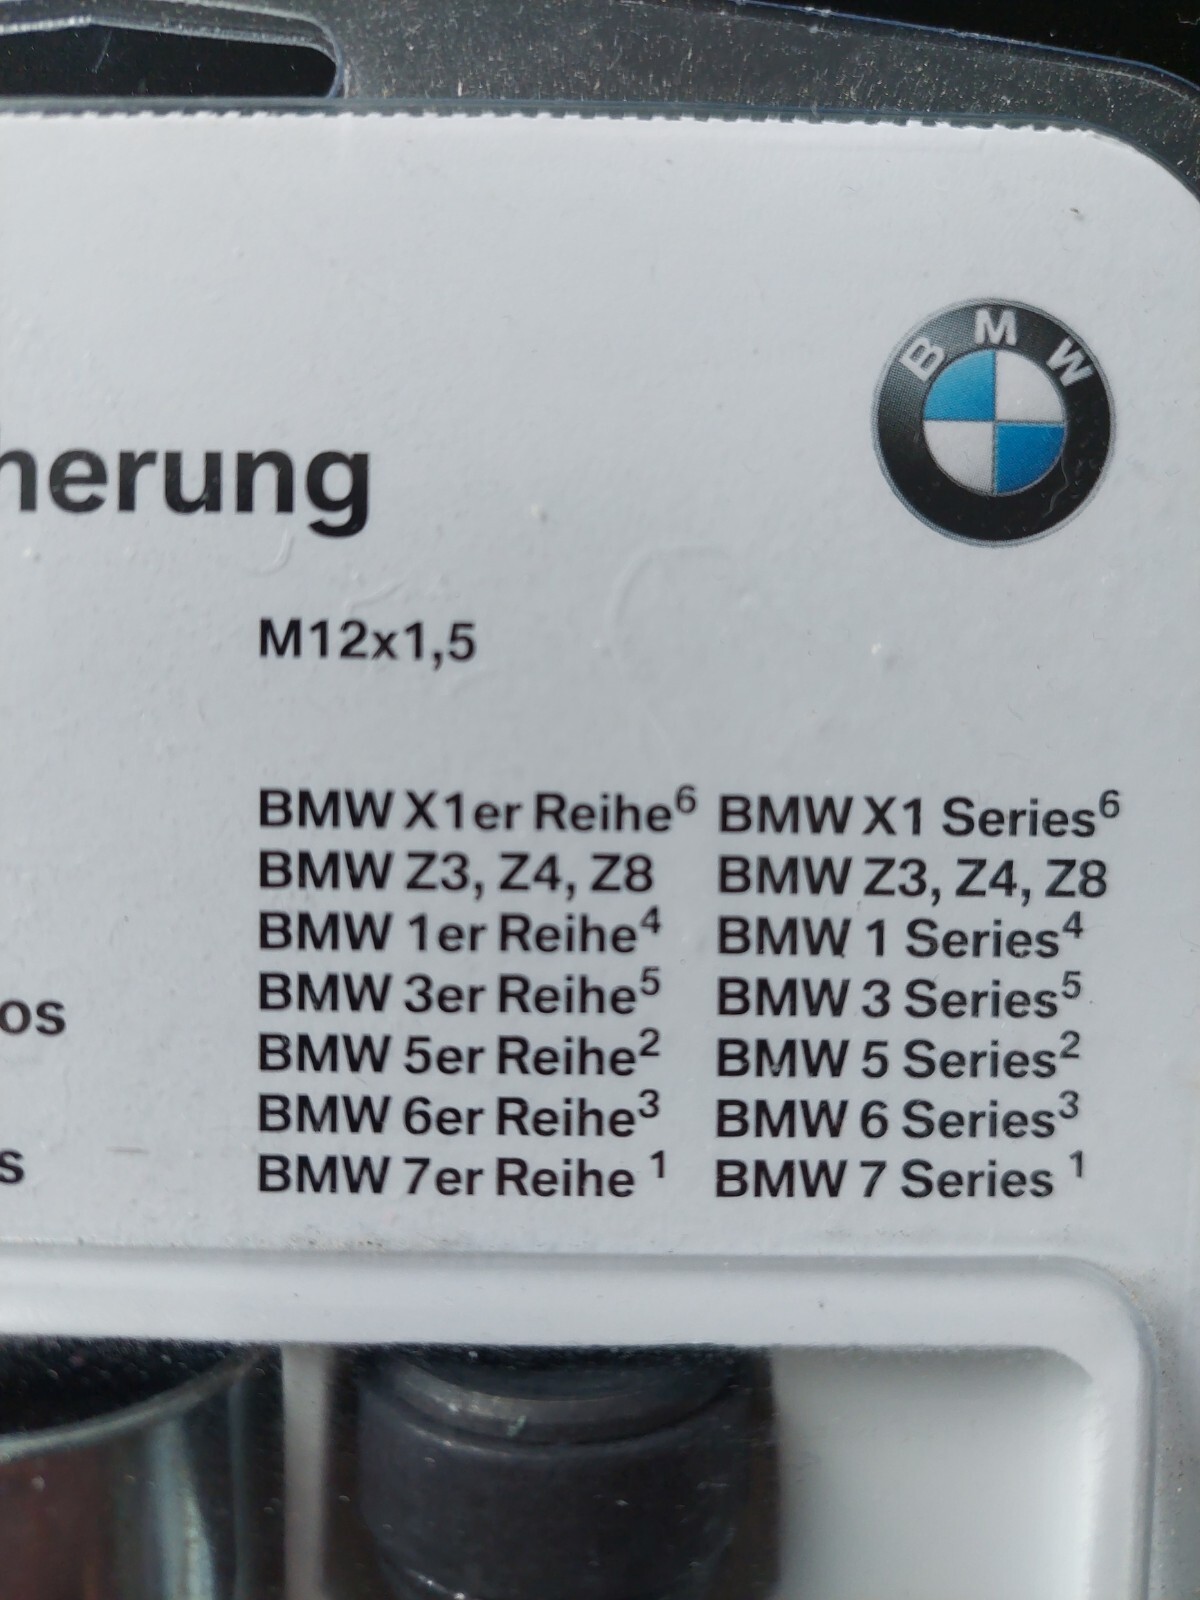 BMW
herung
M12x1,5
BMW X1er Reihe⁶ BMW X1 Series⁶
BMW Z3, Z4, Z8 BMW Z3, Z4, Z8
BMW 1er Reihe⁴ BMW 1 Series⁴
BMW 3er Reihe⁵ BMW 3 Series⁵
os
BMW 5er Reihe² BMW 5 Series²
BMW 6er Reihe³ BMW 6 Series³
s
BMW 7er Reihe ¹ BMW 7 Series ¹